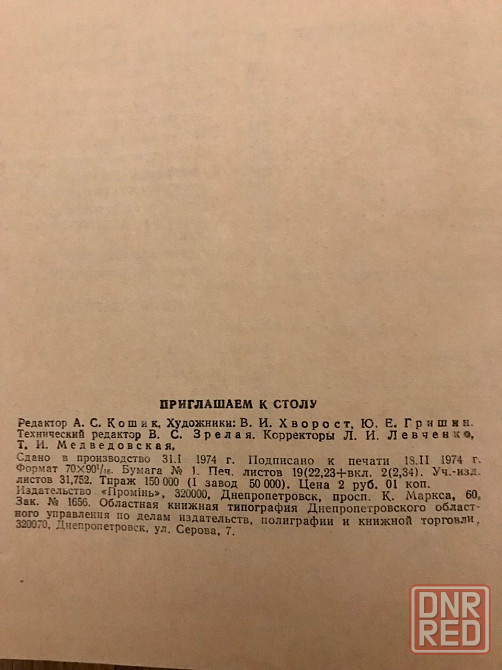 ПРИГЛАШАЕМ К СТОЛУ
Редактор А. С. Кошик. Художники: В. И. Хворост, Ю. Е. Гришин.
Технический редактор В. С. Зрелая. Корректоры Л. И. Левченко,
Т. И. Медведовская.
Сдано в производство 31.I 1974 г. Подписано к печати 18.II 1974 г.
Формат 70×90¹/₁₆. Бумага № 1. Печ. листов 19(22,23+вкл. 2(2,34). Уч.-изд.
листов 31,752. Тираж 150 000 (I завод 50 000). Цена 2 руб. 01 коп.
Издательство «Промінь», 320000, Днепропетровск, просп. К. Маркса, 60.
Зак. № 1656. Областная книжная типография Днепропетровского област-
ного управления по делам издательств, полиграфии и книжной торговли,
320070, Днепропетровск, ул. Серова, 7.
DNR
RED